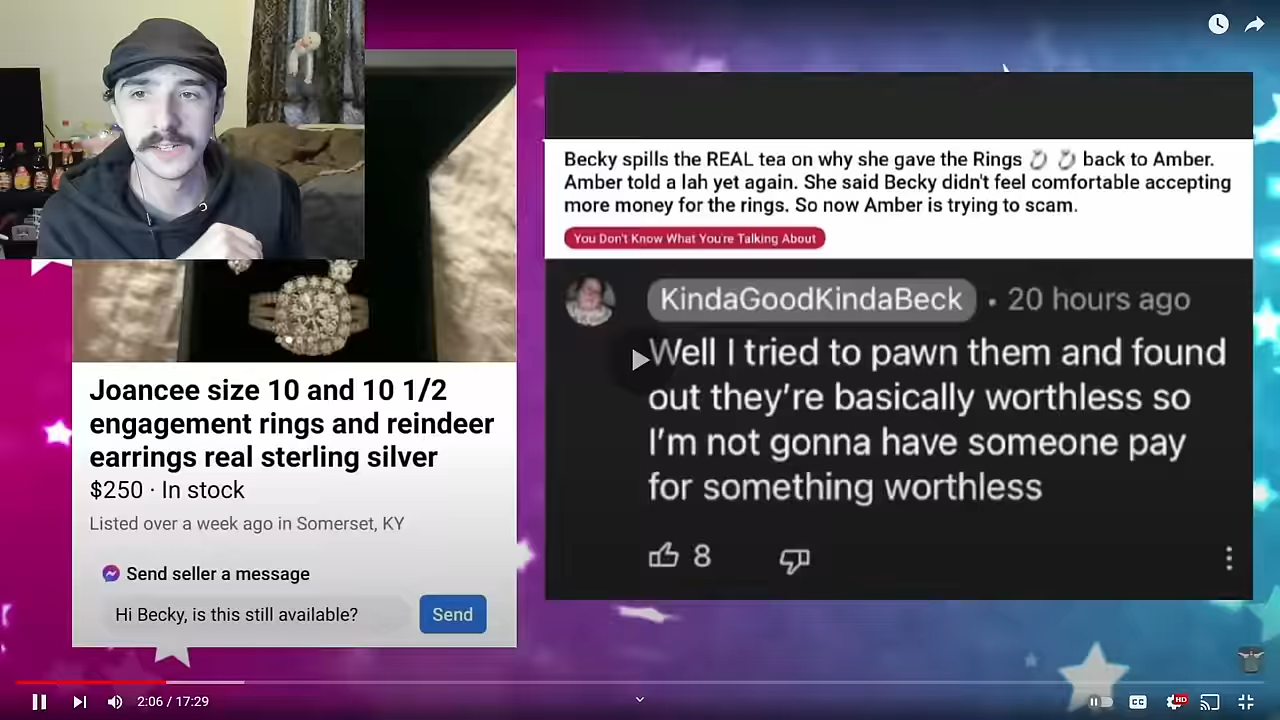 Joancee size 10 and 10 1/2
engagement rings and reindeer
earrings real sterling silver
$250 · In stock
Listed over a week ago in Somerset, KY
Send seller a message
Hi Becky, is this still available?
Send
Becky spills the REAL tea on why she gave the Rings 💍 💍 back to Amber.
Amber told a lah yet again. She said Becky didn't feel comfortable accepting
more money for the rings. So now Amber is trying to scam.
You Don't Know What You're Talking About
KindaGoodKindaBeck • 20 hours ago
Well I tried to pawn them and found
out they're basically worthless so
I'm not gonna have someone pay
for something worthless
8
2:06 / 17:29
CC
HD